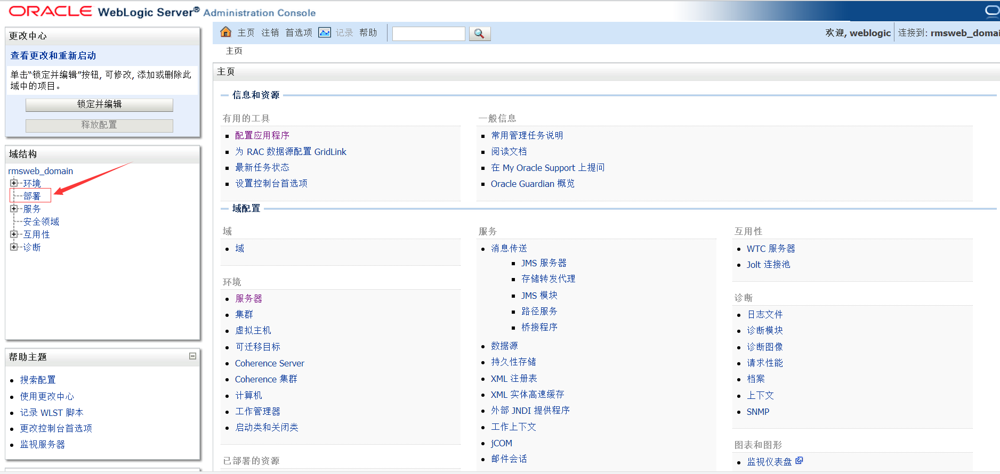 ORACLE WebLogic Server® Administration Console
更改中心
查看更改和重新启动
单击“锁定并编辑”按钮, 可修改, 添加或删除此
域中的项目。
锁定并编辑
释放配置
域结构
rmsweb_domain
环境
部署
服务
安全领域
互用性
诊断
帮助主题
搜索配置
使用更改中心
记录 WLST 脚本
更改控制台首选项
监视服务器
主页 注销 首选项 记录 帮助
欢迎, weblogic 连接到: rmsweb_domai
主页
主页
信息和资源
有用的工具
配置应用程序
为 RAC 数据源配置 GridLink
最新任务状态
设置控制台首选项
一般信息
常用管理任务说明
阅读文档
在 My Oracle Support 上提问
Oracle Guardian 概览
域配置
域
域
环境
服务器
集群
虚拟主机
可迁移目标
Coherence Server
Coherence 集群
计算机
工作管理器
启动类和关闭类
已部署的资源
服务
消息传送
JMS 服务器
存储转发代理
JMS 模块
路径服务
桥接程序
数据源
持久性存储
XML 注册表
XML 实体高速缓存
外部 JNDI 提供程序
工作上下文
jCOM
邮件会话
互用性
WTC 服务器
Jolt 连接池
诊断
日志文件
诊断模块
诊断图像
请求性能
档案
上下文
SNMP
图表和图形
监视仪表盘